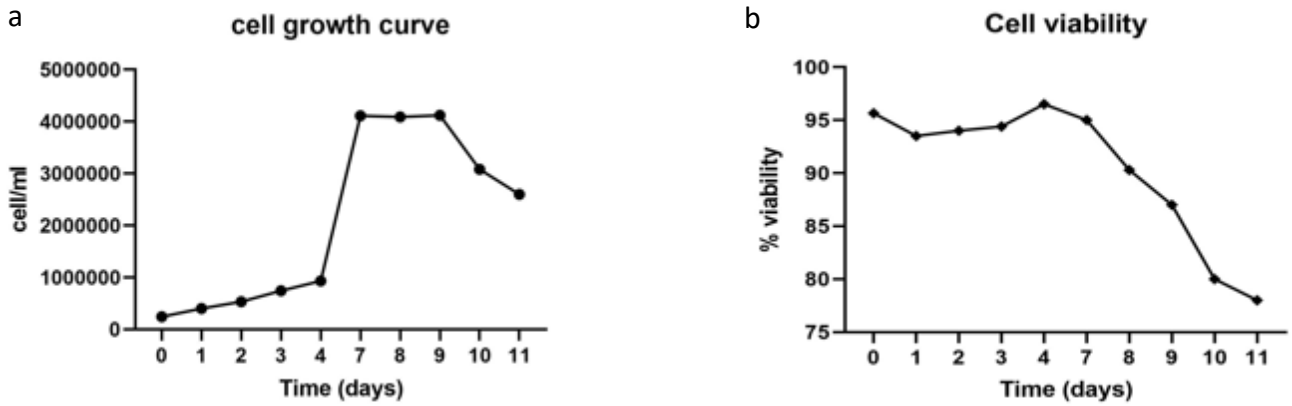 a
cell growth curve
5000000
4000000
3000000
2000000
1000000
0
cell/ml
0 1 2 3 4 7 8 9 10 11
Time (days)
b
Cell viability
100
95
90
85
80
75
% viability
0 1 2 3 4 7 8 9 10 11
Time (days)